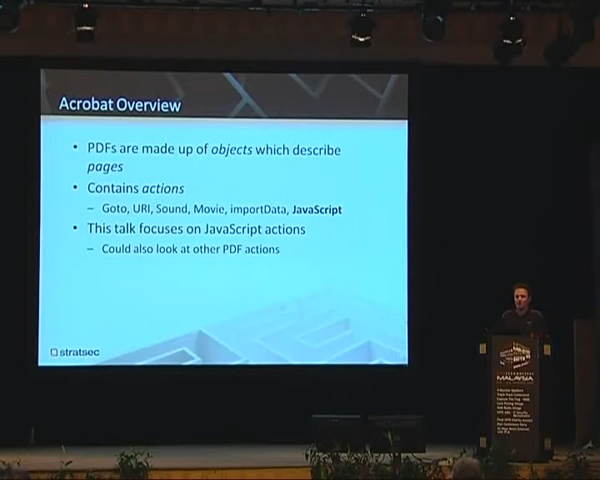 Acrobat Overview
• PDFs are made up of objects which describe
pages
• Contains actions
– Goto, URI, Sound, Movie, importData, JavaScript
• This talk focuses on JavaScript actions
– Could also look at other PDF actions
stratsec
MALAYSIA